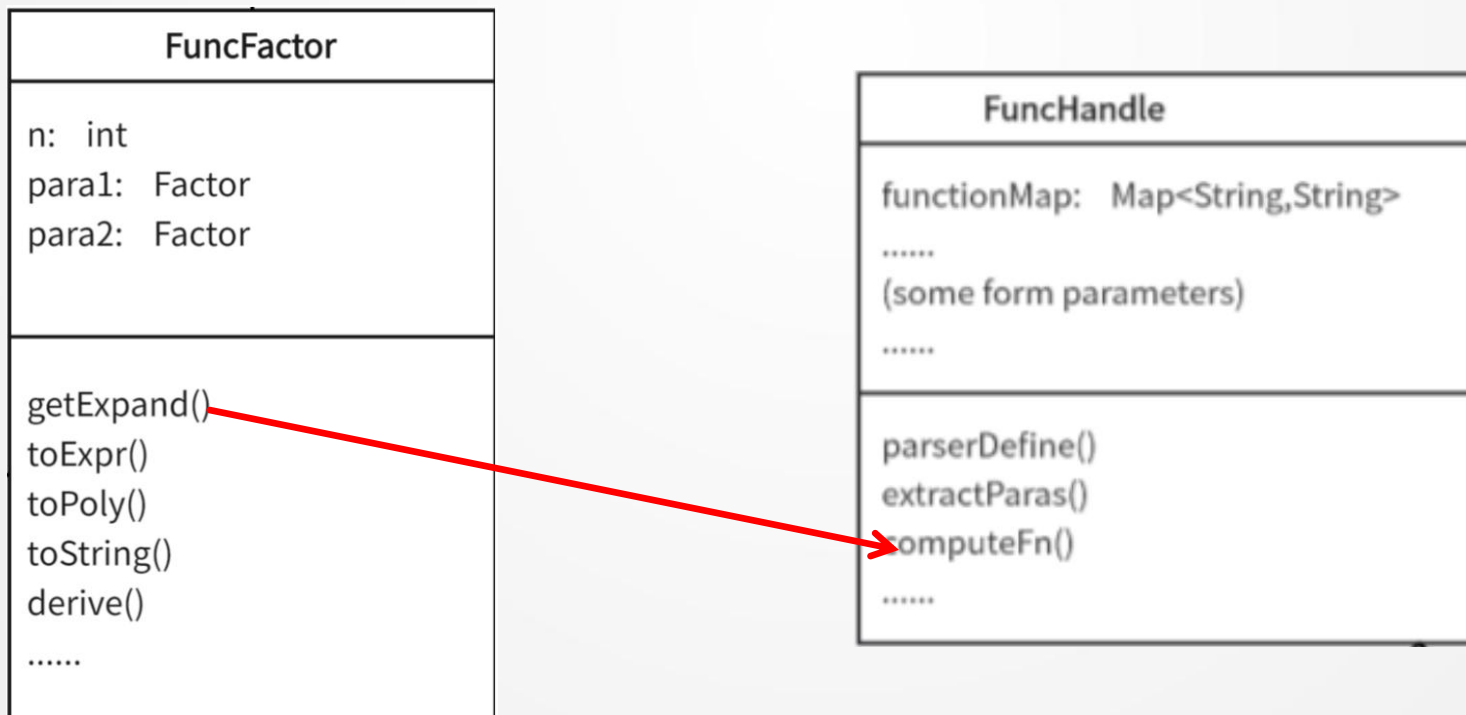 FuncFactor
n: int
para1: Factor
para2: Factor
getExpand()
toExpr()
toPoly()
toString()
derive()
......
FuncHandle
functionMap: Map<String,String>
......
(some form parameters)
......
parserDefine()
extractParas()
computeFn()
......